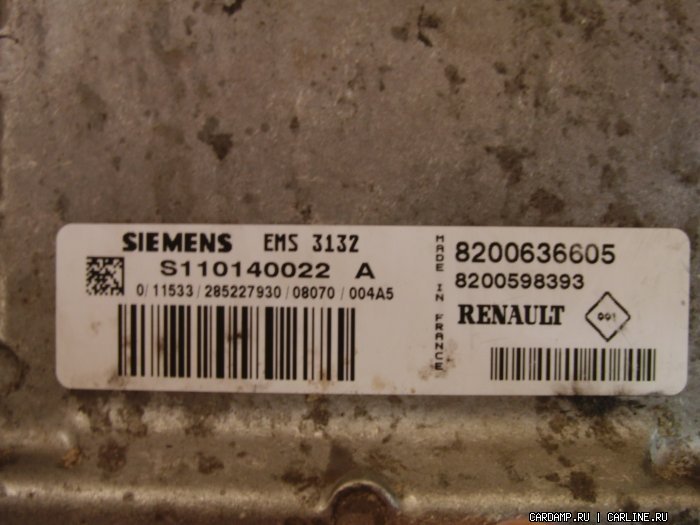 SIEMENS EMS 3132
S110140022 A
0/11533/285227930/08070/004A5
MADE IN FRANCE
8200636605
8200598393
RENAULT 001
CARDAMP.RU | CARLINE.RU